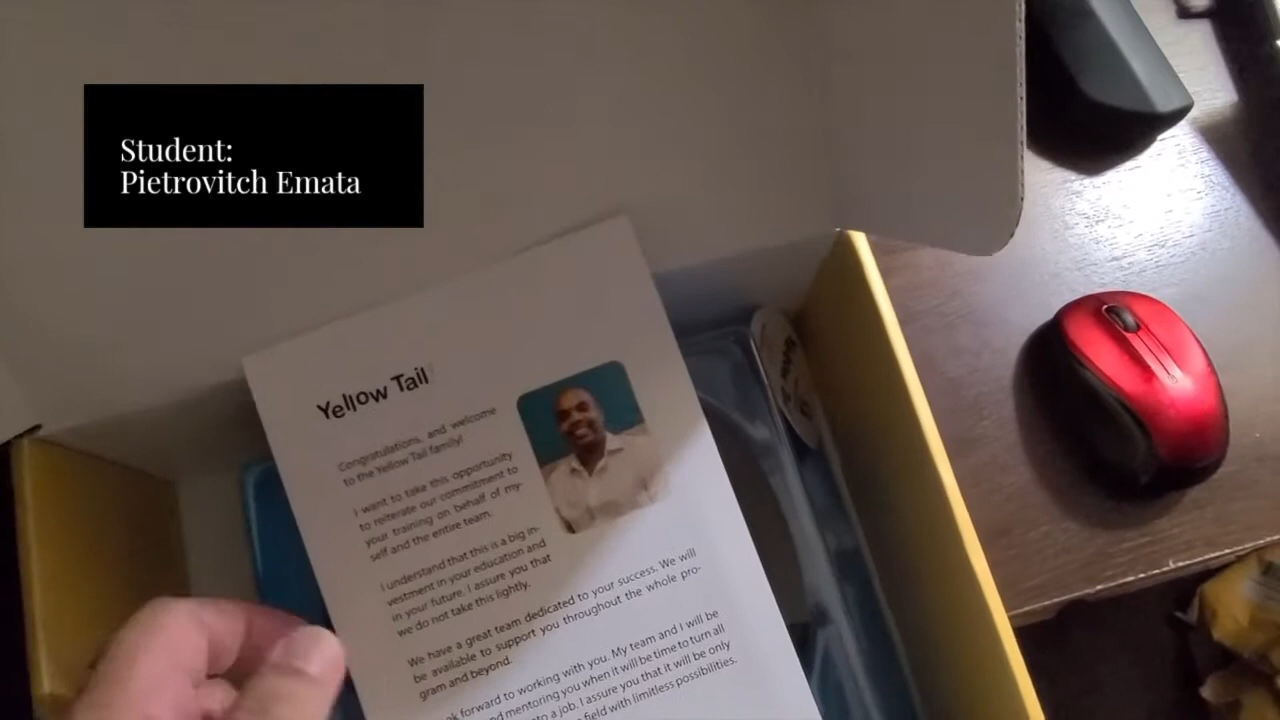 Student:
Pietrovitch Emata
Yellow Tail
Congratulations, and welcome
to the Yellow Tail family!
I want to take this opportunity
to reiterate our commitment to
your training on behalf of my-
self and the entire team.
I understand that this is a big in-
vestment in your education and
in your future. I assure you that
we do not take this lightly.
We have a great team dedicated to your success. We will
be available to support you throughout the whole pro-
gram and beyond.
forward to working with you. My team and I will be
and mentoring you when it will be time to turn all
to a job. I assure you that it will be only
field with limitless possibilities.